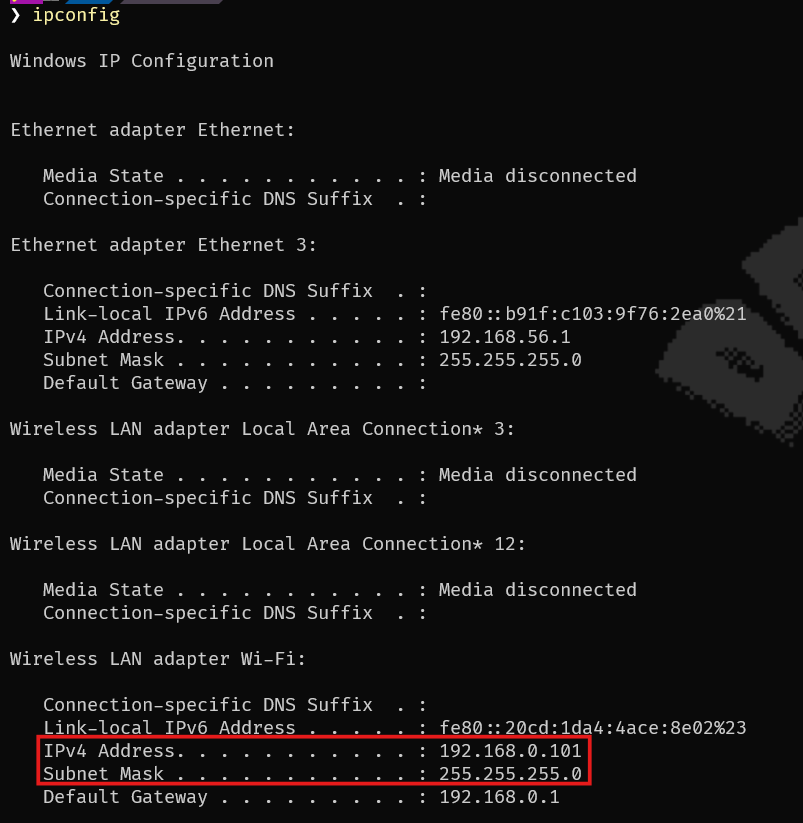 ❯ ipconfig
Windows IP Configuration
Ethernet adapter Ethernet:
Media State . . . . . . . . . . . : Media disconnected
Connection-specific DNS Suffix  . :
Ethernet adapter Ethernet 3:
Connection-specific DNS Suffix  . :
Link-local IPv6 Address . . . . . : fe80::b91f:c103:9f76:2ea0%21
IPv4 Address. . . . . . . . . . . : 192.168.56.1
Subnet Mask . . . . . . . . . . . : 255.255.255.0
Default Gateway . . . . . . . . . :
Wireless LAN adapter Local Area Connection* 3:
Media State . . . . . . . . . . . : Media disconnected
Connection-specific DNS Suffix  . :
Wireless LAN adapter Local Area Connection* 12:
Media State . . . . . . . . . . . : Media disconnected
Connection-specific DNS Suffix  . :
Wireless LAN adapter Wi-Fi:
Connection-specific DNS Suffix  . :
Link-local IPv6 Address . . . . . : fe80::20cd:1da4:4ace:8e02%23
IPv4 Address. . . . . . . . . . . : 192.168.0.101
Subnet Mask . . . . . . . . . . . : 255.255.255.0
Default Gateway . . . . . . . . . : 192.168.0.1